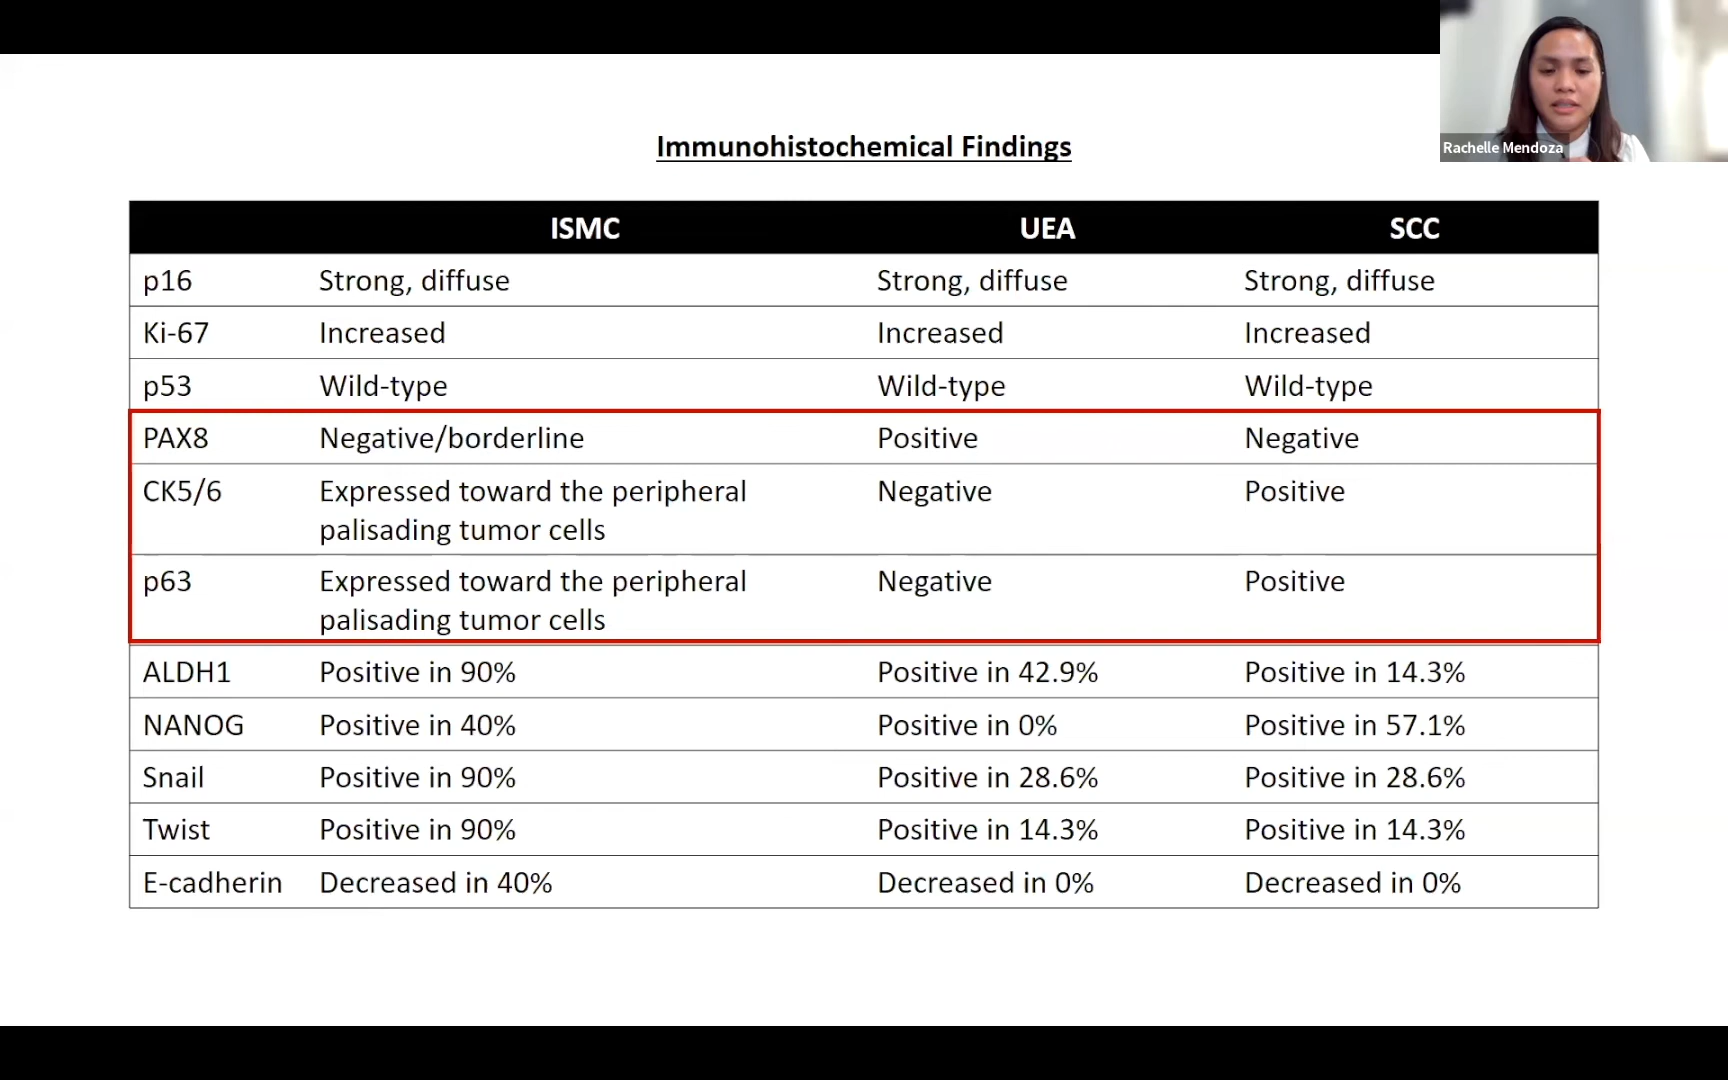 Rachelle Mendoza
Immunohistochemical Findings
ISMC UEA SCC
p16 Strong, diffuse Strong, diffuse Strong, diffuse
Ki-67 Increased Increased Increased
p53 Wild-type Wild-type Wild-type
PAX8 Negative/borderline Positive Negative
CK5/6 Expressed toward the peripheral Negative Positive
palisading tumor cells
p63 Expressed toward the peripheral Negative Positive
palisading tumor cells
ALDH1 Positive in 90% Positive in 42.9% Positive in 14.3%
NANOG Positive in 40% Positive in 0% Positive in 57.1%
Snail Positive in 90% Positive in 28.6% Positive in 28.6%
Twist Positive in 90% Positive in 14.3% Positive in 14.3%
E-cadherin Decreased in 40% Decreased in 0% Decreased in 0%